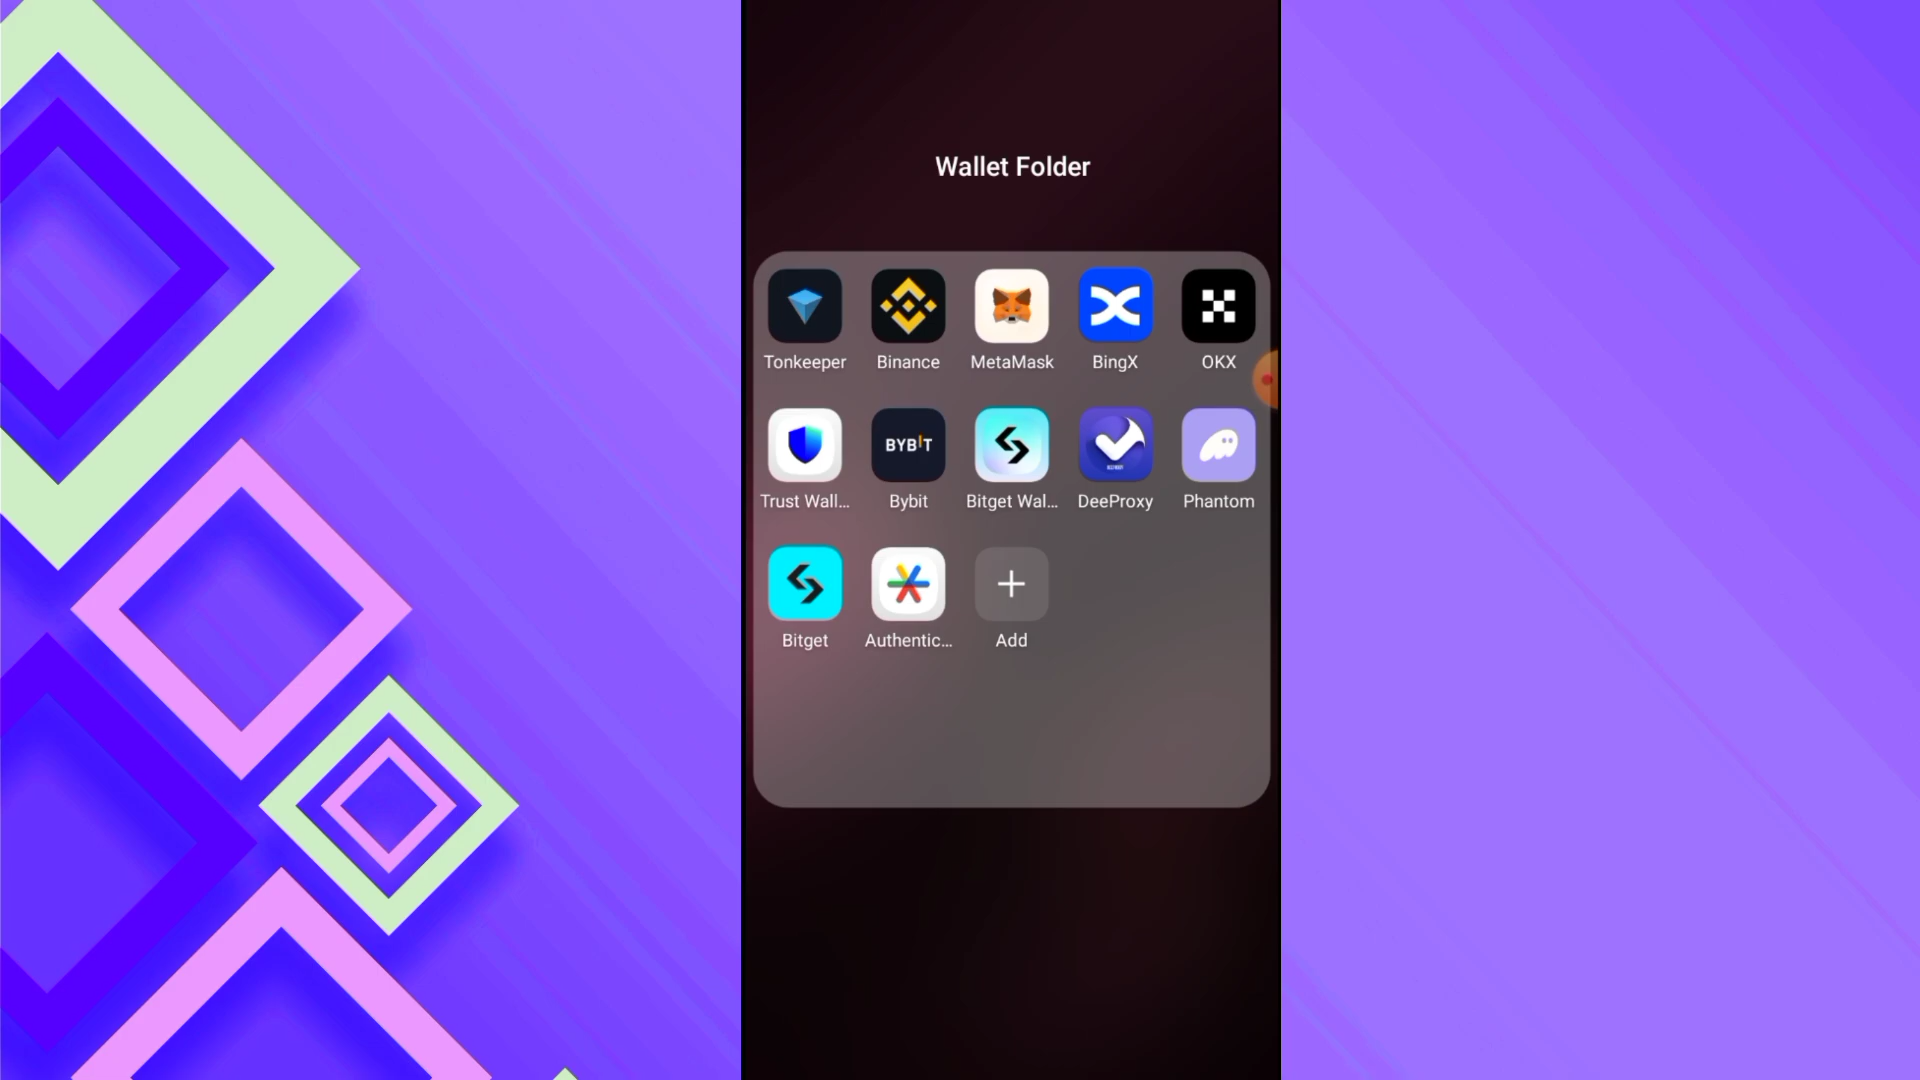 Wallet Folder
Tonkeeper Binance MetaMask BingX OKX
BYBIT
Trust Wall... Bybit Bitget Wal... DeeProxy Phantom
Bitget Authentic... Add